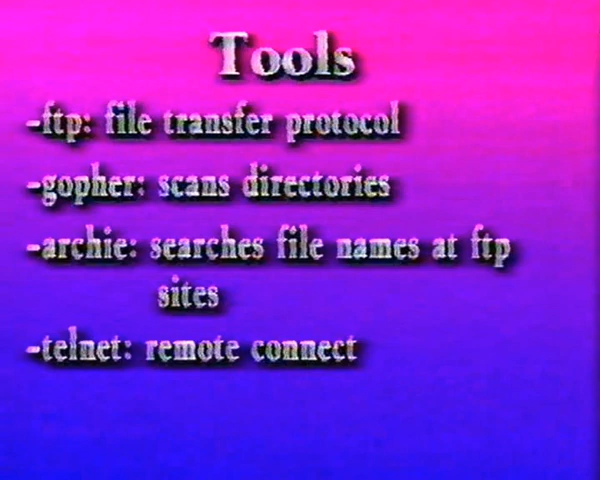 Tools
-ftp: file transfer protocol
-gopher: scans directories
-archie: searches file names at ftp
sites
-telnet: remote connect